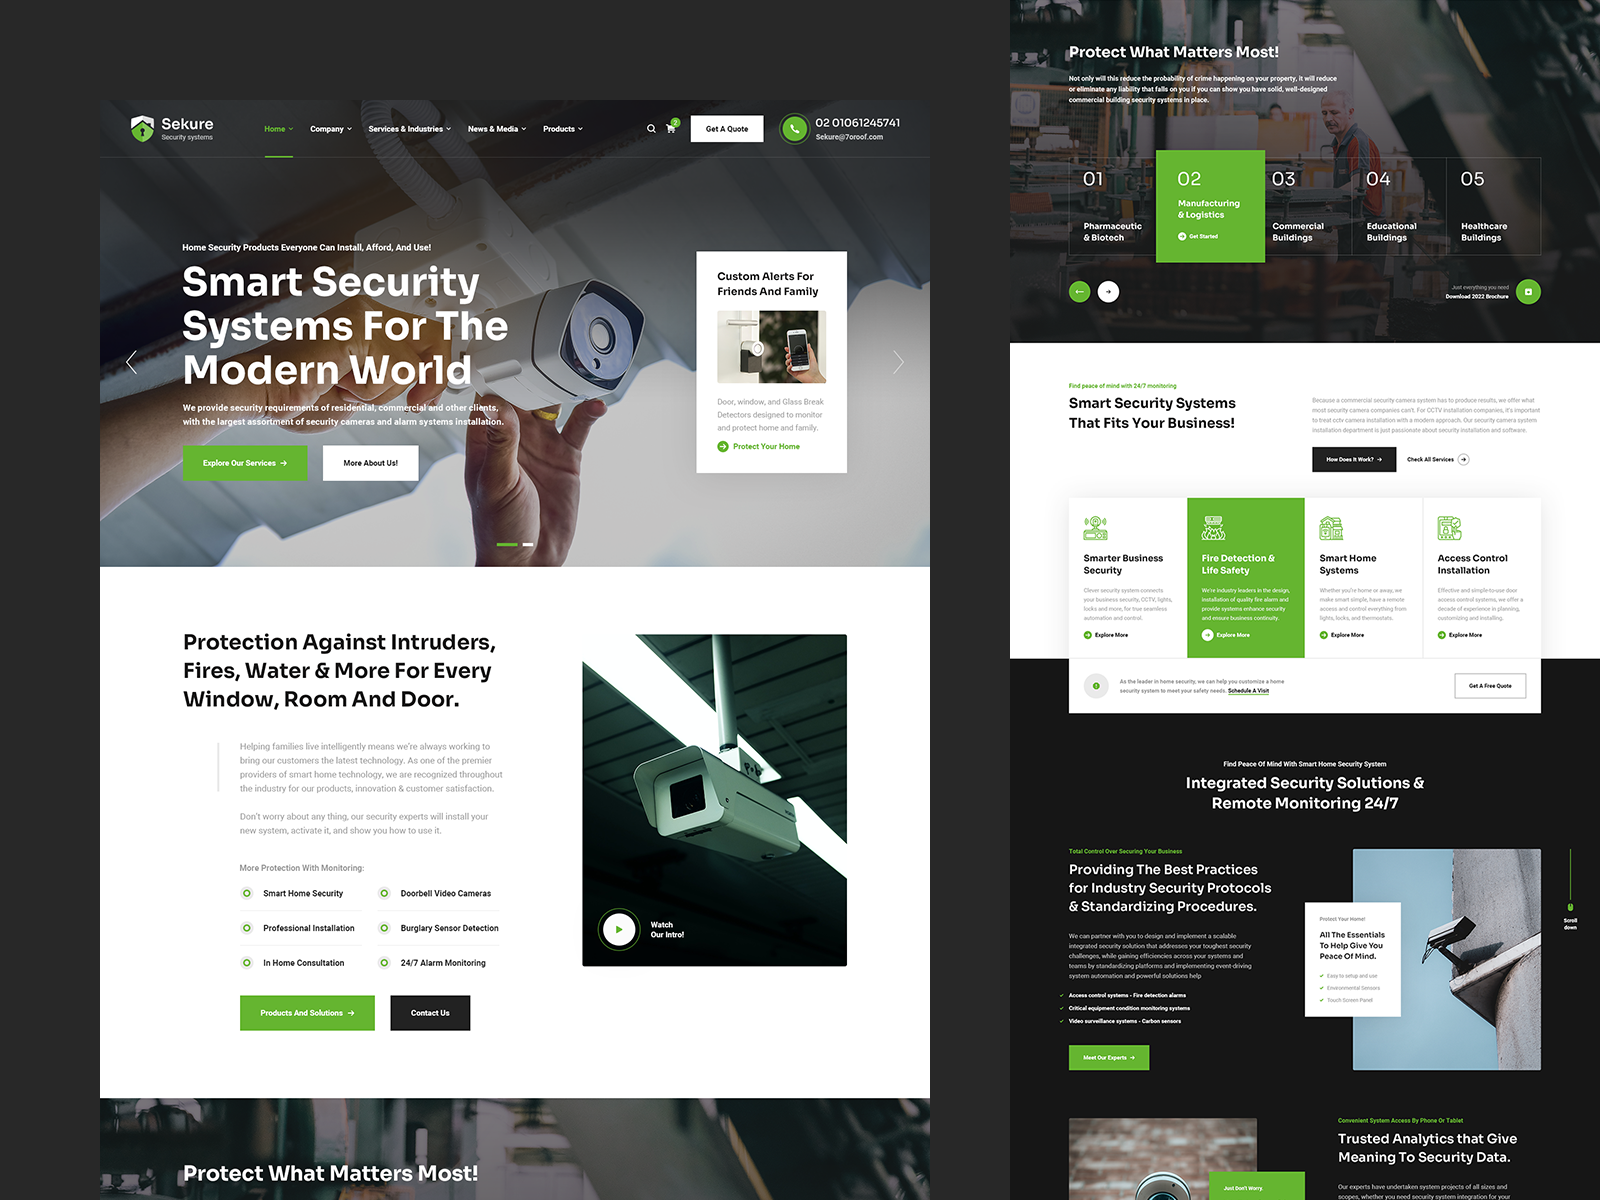 Sekure
Security systems
Home
Company
Services & Industries
News & Media
Products
2
Get A Quote
02 01061245741
Sekure@7oroof.com
Home Security Products Everyone Can Install, Afford, And Use!
Smart Security
Systems For The
Modern World
We provide security requirements of residential, commercial and other clients,
with the largest assortment of security cameras and alarm systems installation.
Explore Our Services
More About Us!
Custom Alerts For
Friends And Family
Door, window, and Glass Break
Detectors designed to monitor
and protect home and family.
Protect Your Home
Protection Against Intruders,
Fires, Water & More For Every
Window, Room And Door.
Helping families live intelligently means we're always working to
bring our customers the latest technology. As one of the premier
providers of smart home technology, we are recognized throughout
the industry for our products, innovation & customer satisfaction.
Don't worry about any thing, our security experts will install your
new system, activate it, and show you how to use it.
More Protection With Monitoring:
Smart Home Security
Doorbell Video Cameras
Professional Installation
Burglary Sensor Detection
In Home Consultation
24/7 Alarm Monitoring
Products And Solutions
Contact Us
Watch
Our Intro!
Protect What Matters Most!
Protect What Matters Most!
Not only will this reduce the probability of crime happening on your property, it will reduce
or eliminate any liability that falls on you if you can show you have solid, well-designed
commercial building security systems in place.
01
Pharmaceutic
& Biotech
02
Manufacturing
& Logistics
Get Started
03
Commercial
Buildings
04
Educational
Buildings
05
Healthcare
Buildings
Just everything you need
Download 2022 Brochure
Find peace of mind with 24/7 monitoring
Smart Security Systems
That Fits Your Business!
Because a commercial security camera system has to produce results, we offer what
most security camera companies can't. For CCTV installation companies, it's important
to treat cctv camera installation with a modern approach. Our security camera system
installation department is just passionate about security installation and software.
How Does It Work?
Check All Services
Smarter Business
Security
Clever security system connects
your business security, CCTV, lights,
locks and more, for true seamless
automation and control.
Explore More
Fire Detection &
Life Safety
We're industry leaders in the design,
installation of quality fire alarm and
provide systems enhance security
and ensure business continuity.
Explore More
Smart Home
Systems
Whether you're home or away, we
make smart simple, have a remote
access and control everything from
lights, locks, and thermostats.
Explore More
Access Control
Installation
Effective and simple-to-use door
access control systems, we offer a
decade of experience in planning,
customizing and installing.
Explore More
As the leader in home security, we can help you customize a home
security system to meet your safety needs. Schedule A Visit
Get A Free Quote
Find Peace Of Mind With Smart Home Security System
Integrated Security Solutions &
Remote Monitoring 24/7
Total Control Over Securing Your Business
Providing The Best Practices
for Industry Security Protocols
& Standardizing Procedures.
We can partner with you to design and implement a scalable
integrated security solution that addresses your toughest security
challenges, while gaining efficiencies across your systems and
teams by standardizing platforms and implementing event-driving
system automation and powerful solutions help
Access control systems - Fire detection alarms
Critical equipment condition monitoring systems
Video surveillance systems - Carbon sensors
Meet Our Experts
Protect Your Home!
All The Essentials
To Help Give You
Peace Of Mind.
Easy to setup and use
Environmental Sensors
Touch Screen Panel
Scroll
down
Just Don't Worry.
Convenient System Access By Phone Or Tablet
Trusted Analytics that Give
Meaning To Security Data.
Our experts have undertaken system projects of all sizes and
scopes, whether you need security system integration for your